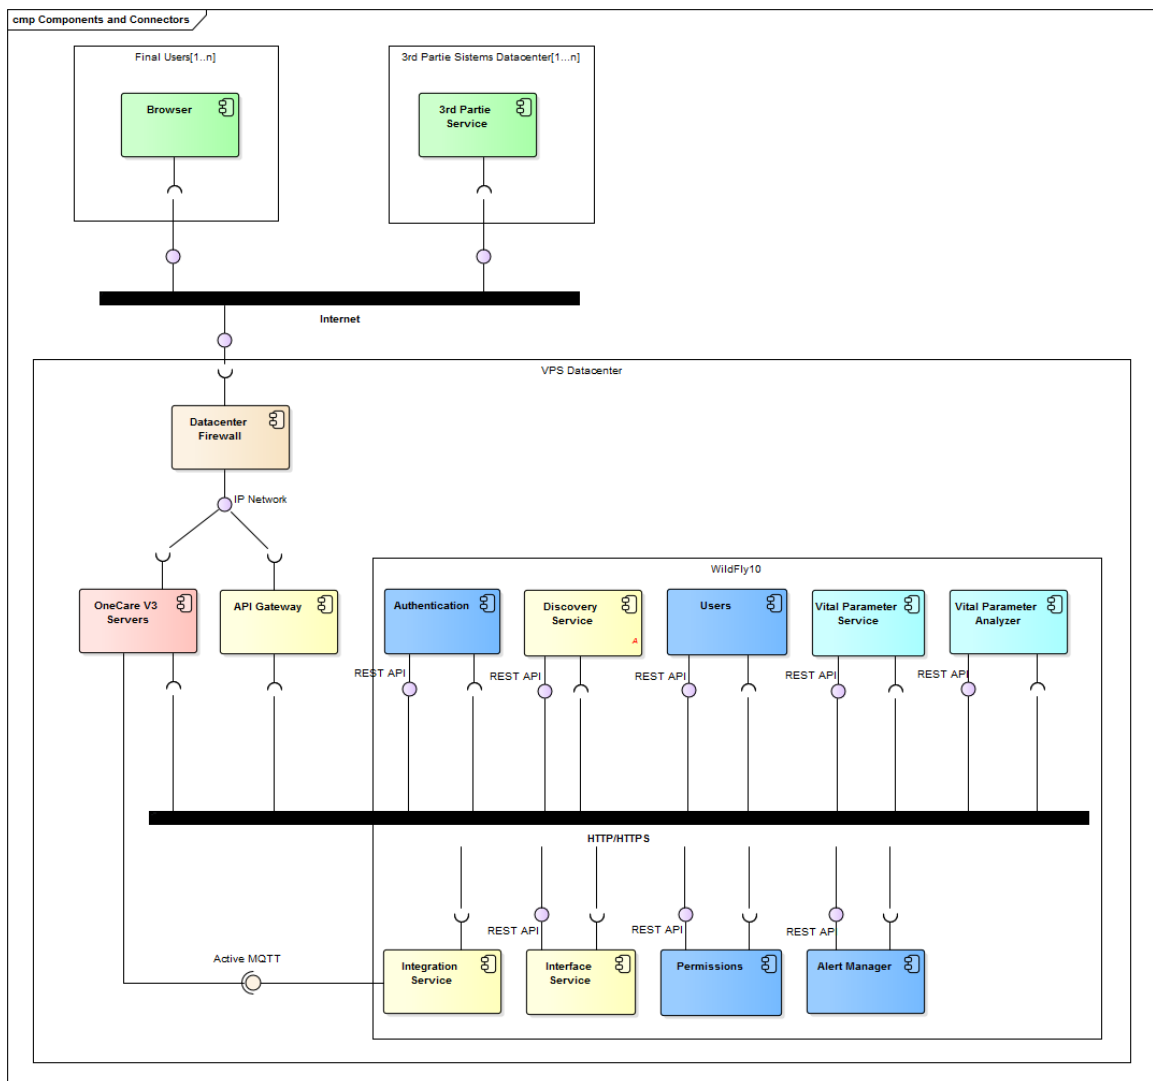 cmp Components and Connectors
Final Users[1..n]
3rd Partie Sistems Datacenter[1...n]
Browser
3rd Partie
Service
Internet
VPS Datacenter
Datacenter
Firewall
IP Network
WildFly10
OneCare V3
Servers
API Gateway
Authentication
Discovery
Service
A
Users
Vital Parameter
Service
Vital Parameter
Analyzer
REST API
REST API
REST API
REST API
REST API
HTTP/HTTPS
REST API
REST API
REST API
Active MQTT
Integration
Service
Interface
Service
Permissions
Alert Manager